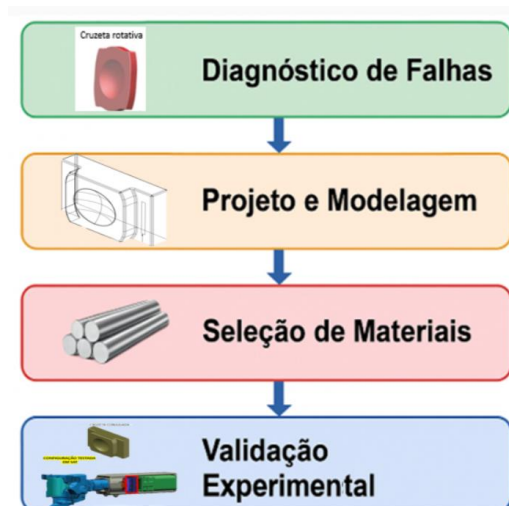 Cruzeta rotativa
Diagnóstico de Falhas
Projeto e Modelagem
Seleção de Materiais
Validação
Experimental